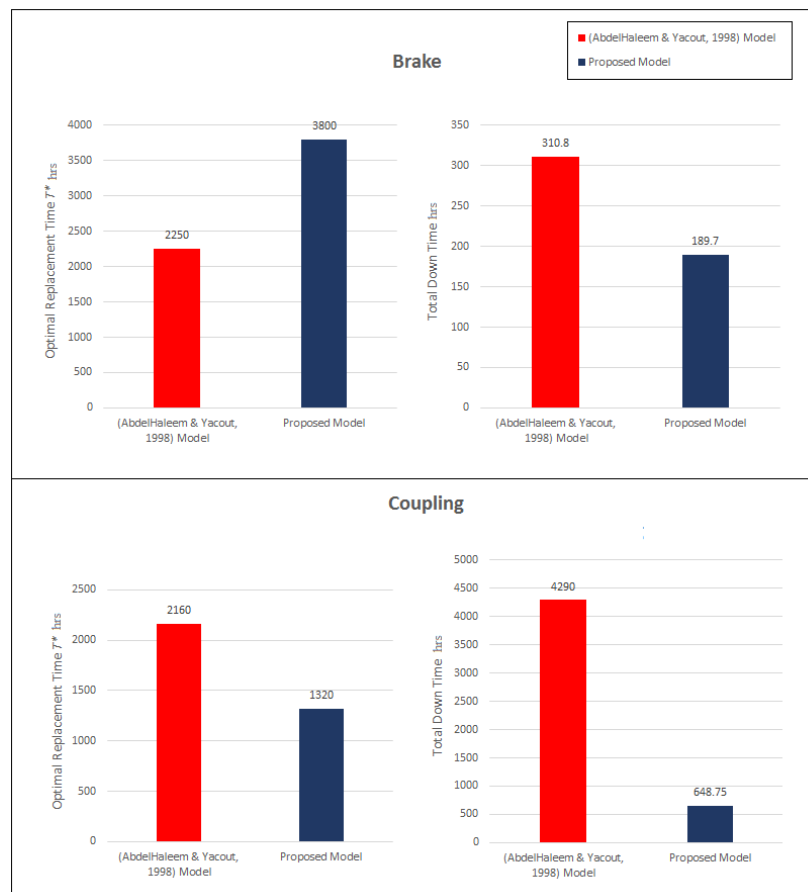 (AbdelHaleem & Yacout, 1998) Model
Proposed Model
Brake
Optimal Replacement Time T* hrs
4000
3500
3000
2500
2000
1500
1000
500
0
2250
3800
(AbdelHaleem & Yacout,
1998) Model
Proposed Model
Total Down Time hrs
350
300
250
200
150
100
50
0
310.8
189.7
(AbdelHaleem & Yacout,
1998) Model
Proposed Model
Coupling
Optimal Replacement Time T* hrs
2500
2000
1500
1000
500
0
2160
1320
(AbdelHaleem & Yacout,
1998) Model
Proposed Model
Total Down Time hrs
5000
4500
4000
3500
3000
2500
2000
1500
1000
500
0
4290
648.75
(AbdelHaleem & Yacout,
1998) Model
Proposed Model